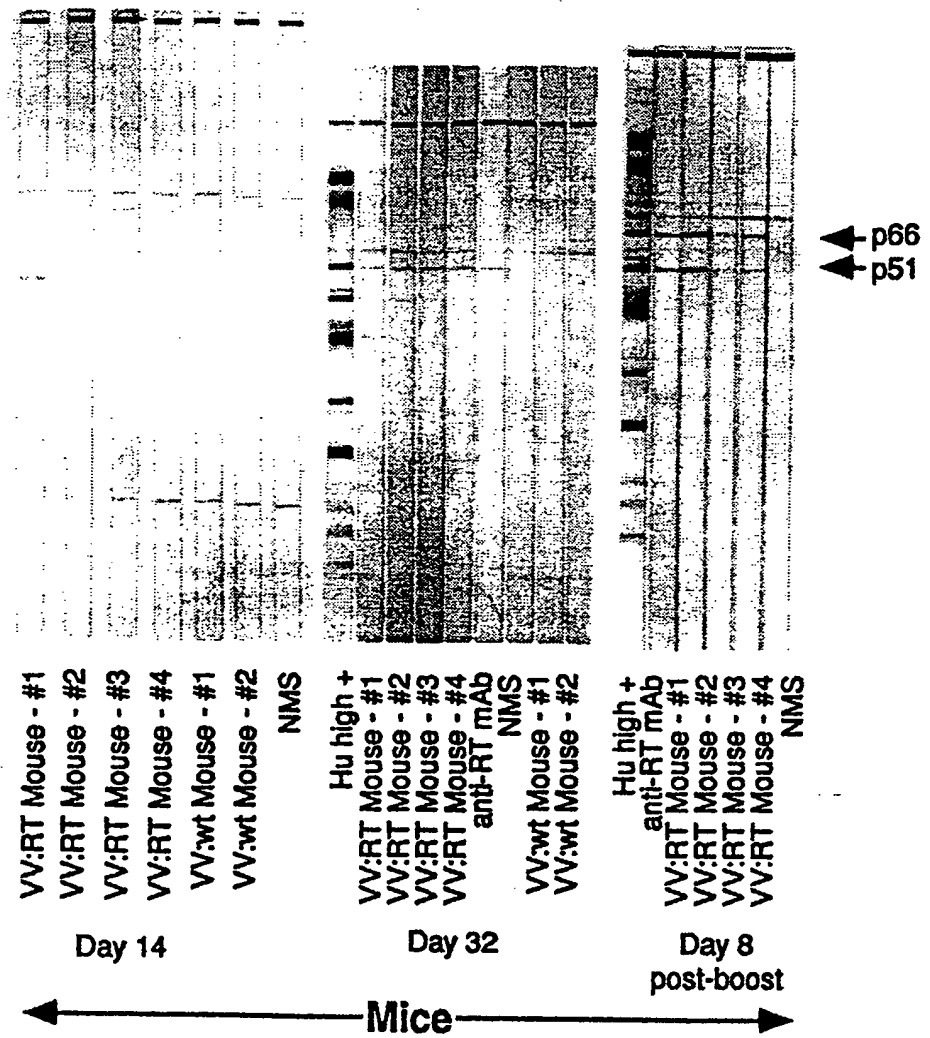 p66
p51
VV:RT Mouse - #1
VV:RT Mouse - #2
VV:RT Mouse - #3
VV:RT Mouse - #4
VV:wt Mouse - #1
VV:wt Mouse - #2
NMS
Hu high +
VV:RT Mouse - #1
VV:RT Mouse - #2
VV:RT Mouse - #3
VV:RT Mouse - #4
anti-RT mAb
NMS
VV:wt Mouse - #1
VV:wt Mouse - #2
Hu high +
anti-RT mAb
VV:RT Mouse - #1
VV:RT Mouse - #2
VV:RT Mouse - #3
VV:RT Mouse - #4
NMS
Day 14
Day 32
Day 8
post-boost
Mice